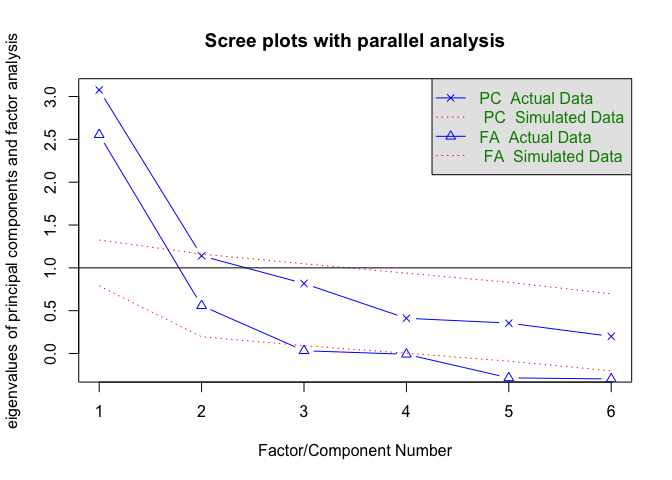 Scree plots with parallel analysis
eigenvalues of principal components and factor analysis
3.0
2.5
2.0
1.5
1.0
0.5
0.0
PC Actual Data
PC Simulated Data
FA Actual Data
FA Simulated Data
1 2 3 4 5 6
Factor/Component Number